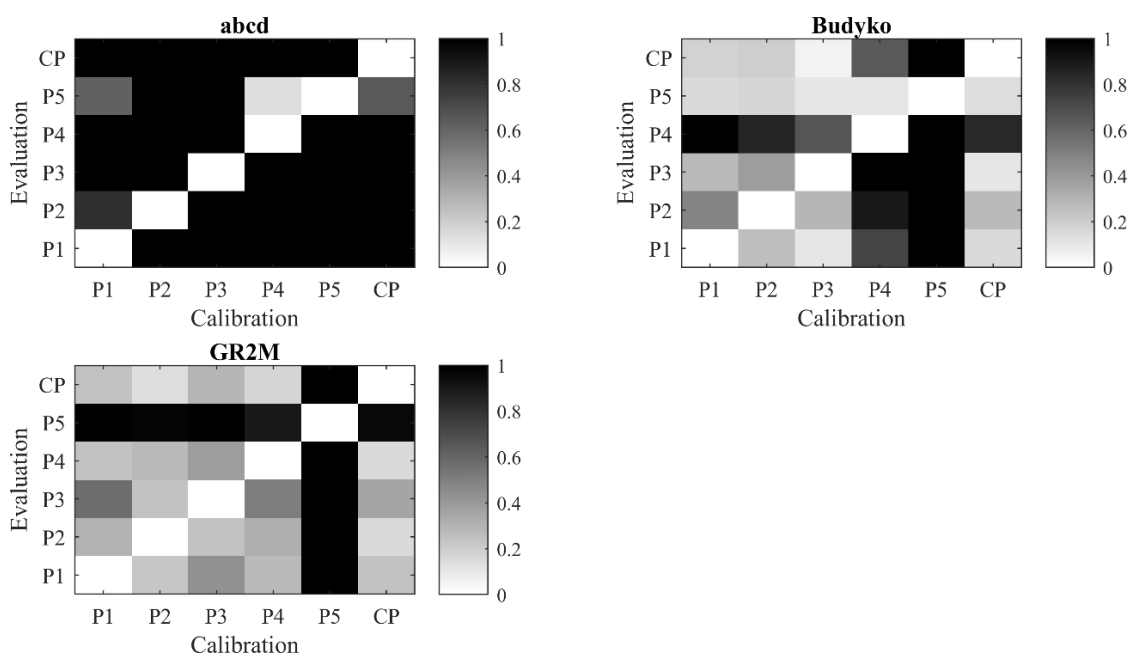 abcd
Evaluation
CP
P5
P4
P3
P2
P1
P1 P2 P3 P4 P5 CP
Calibration
1
0.8
0.6
0.4
0.2
0
Budyko
Evaluation
CP
P5
P4
P3
P2
P1
P1 P2 P3 P4 P5 CP
Calibration
1
0.8
0.6
0.4
0.2
0
GR2M
Evaluation
CP
P5
P4
P3
P2
P1
P1 P2 P3 P4 P5 CP
Calibration
1
0.8
0.6
0.4
0.2
0